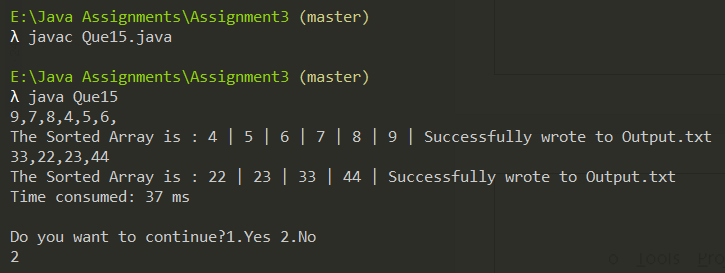 E:\Java Assignments\Assignment3 (master)
λ javac Que15.java
E:\Java Assignments\Assignment3 (master)
λ java Que15
9,7,8,4,5,6,
The Sorted Array is : 4 | 5 | 6 | 7 | 8 | 9 | Successfully wrote to Output.txt
33,22,23,44
The Sorted Array is : 22 | 23 | 33 | 44 | Successfully wrote to Output.txt
Time consumed: 37 ms
Do you want to continue?1.Yes 2.No
2